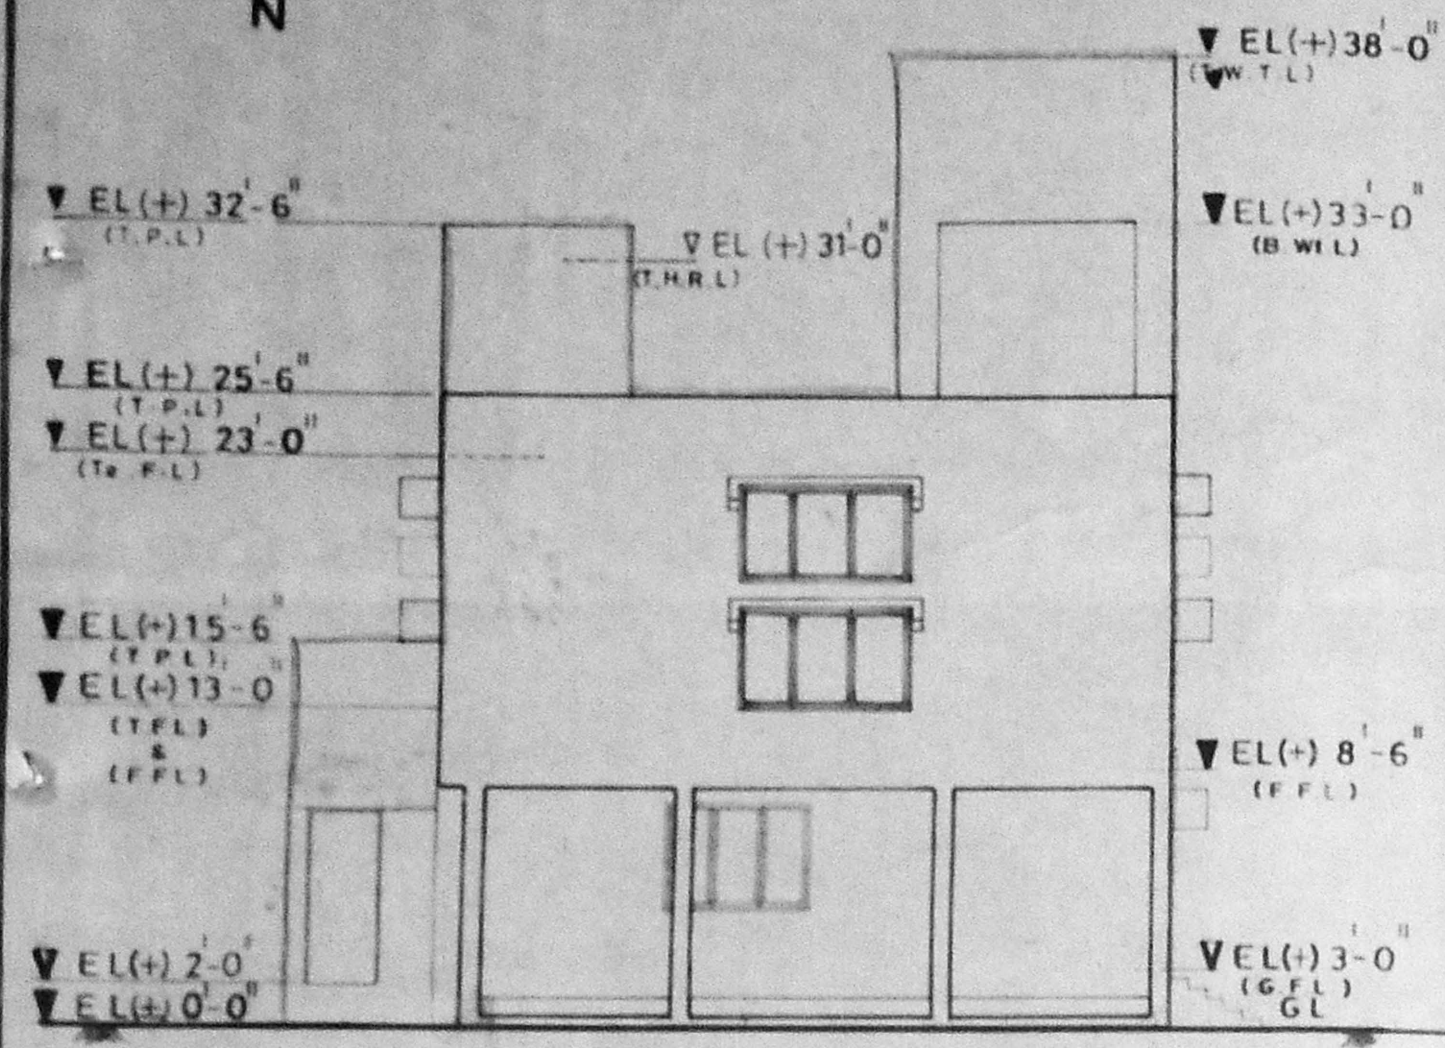 N
EL(+) 38'-0"
(T.W.T.L)
EL(+) 32'-6"
(T.P.L)
EL(+) 33'-0"
(B WT L)
EL (+) 31'-0"
(T.H.R.L)
EL(+) 25'-6"
(T.P.L)
EL(+) 23'-0"
(Te.F.L)
EL(+) 15'-6"
(T P L)
EL(+) 13-0"
(T F L)
&
(F F L)
EL(+) 8'-6"
(F F L)
EL(+) 2'-0"
EL(+) 3'-0"
(G.F.L)
EL(±) 0'-0"
GL